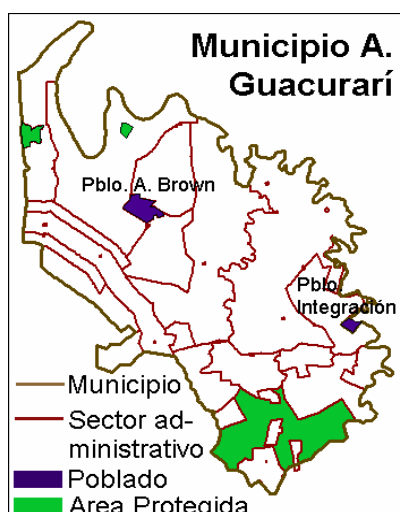 Municipio A.
Guacurarí
Pblo. A. Brown
Pblo.
Integración
Municipio
Sector ad-
ministrativo
Poblado
Area Protegida